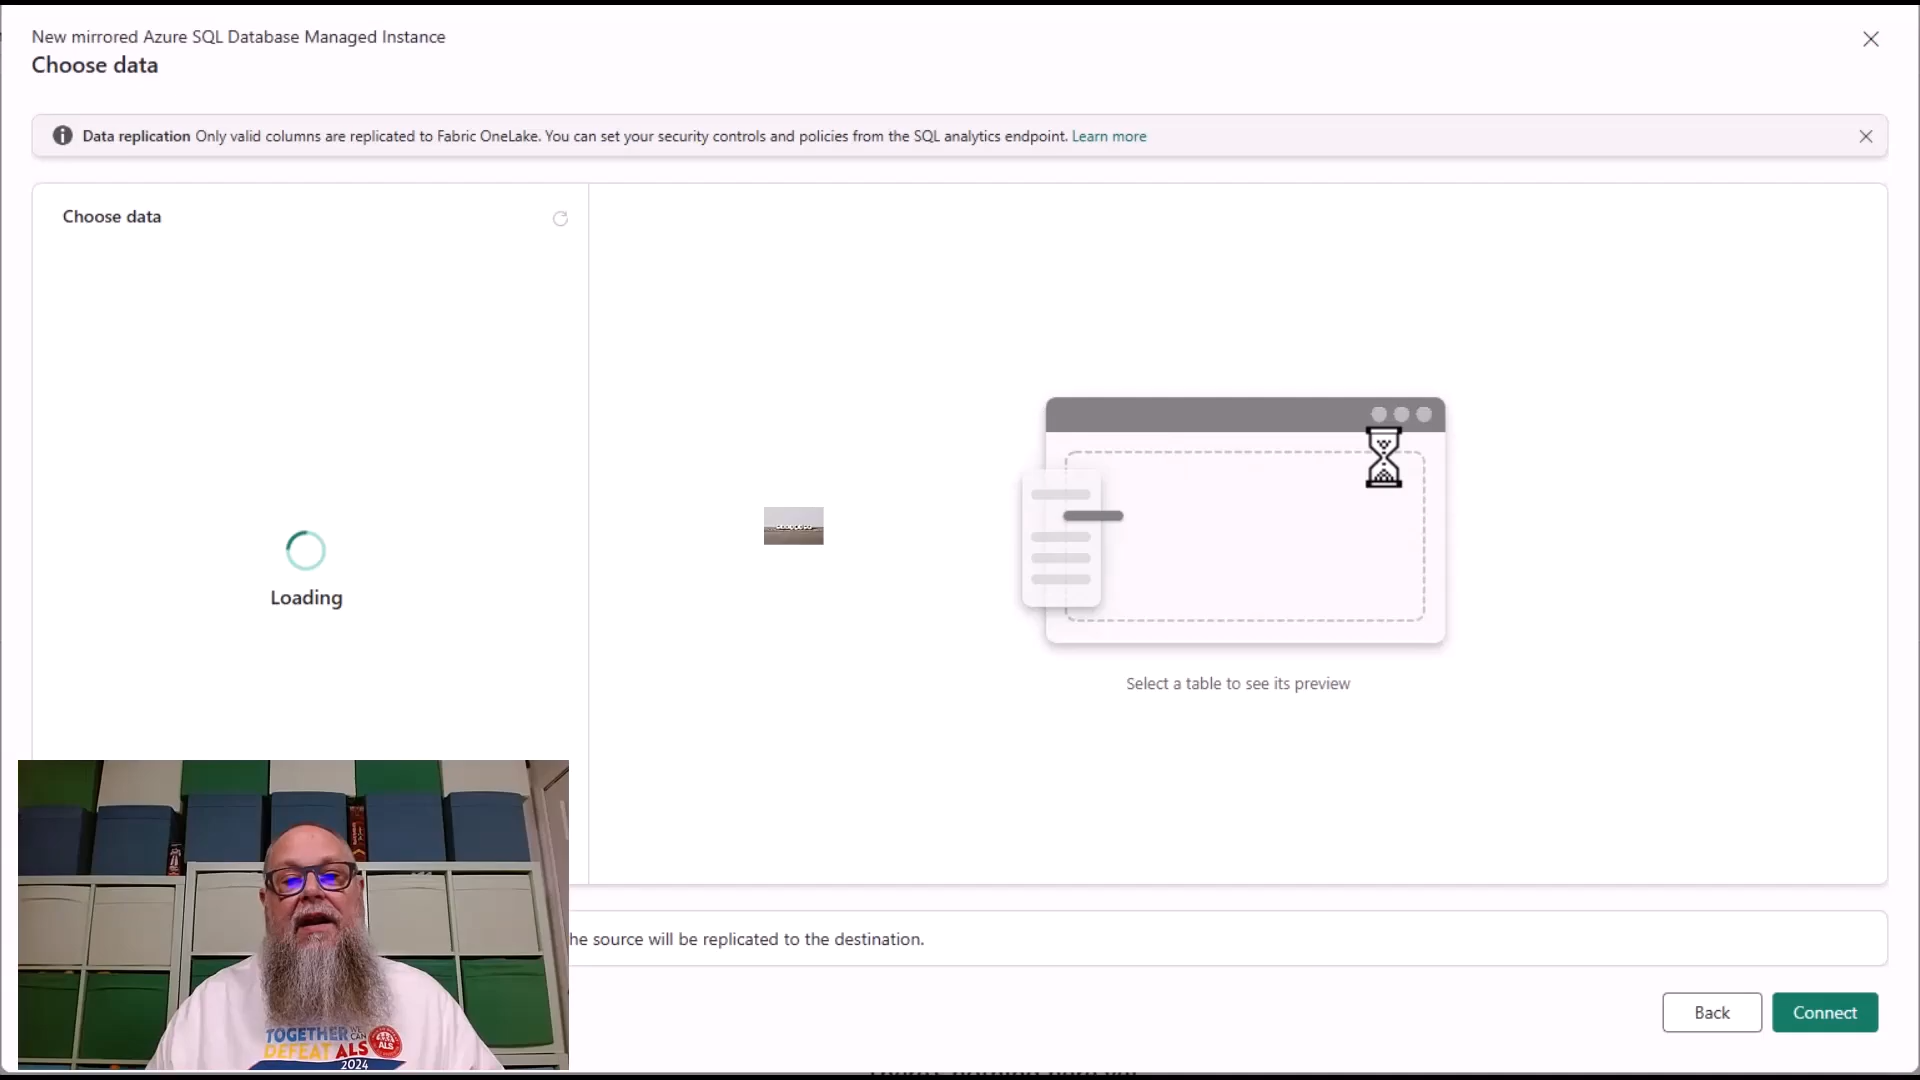 New mirrored Azure SQL Database Managed Instance
Choose data
Data replication Only valid columns are replicated to Fabric OneLake. You can set your security controls and policies from the SQL analytics endpoint. Learn more
Choose data
Loading
Select a table to see its preview
he source will be replicated to the destination.
Back
Connect
TOGETHER WE CAN
DEFEAT ALS
ALS
2024